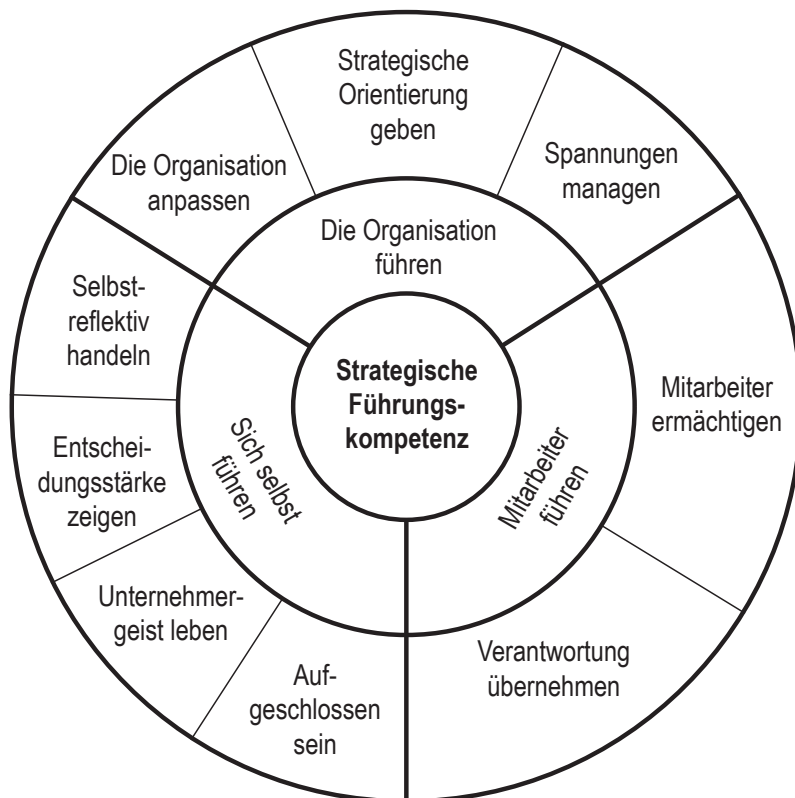 Strategische
Orientierung
geben
Die Organisation
anpassen
Spannungen
managen
Die Organisation
führen
Selbst-
reflektiv
handeln
Strategische
Führungs-
kompetenz
Mitarbeiter
ermächtigen
Sich selbst
führen
Mitarbeiter
führen
Entschei-
dungsstärke
zeigen
Unternehmer-
geist leben
Verantwortung
übernehmen
Auf-
geschlossen
sein